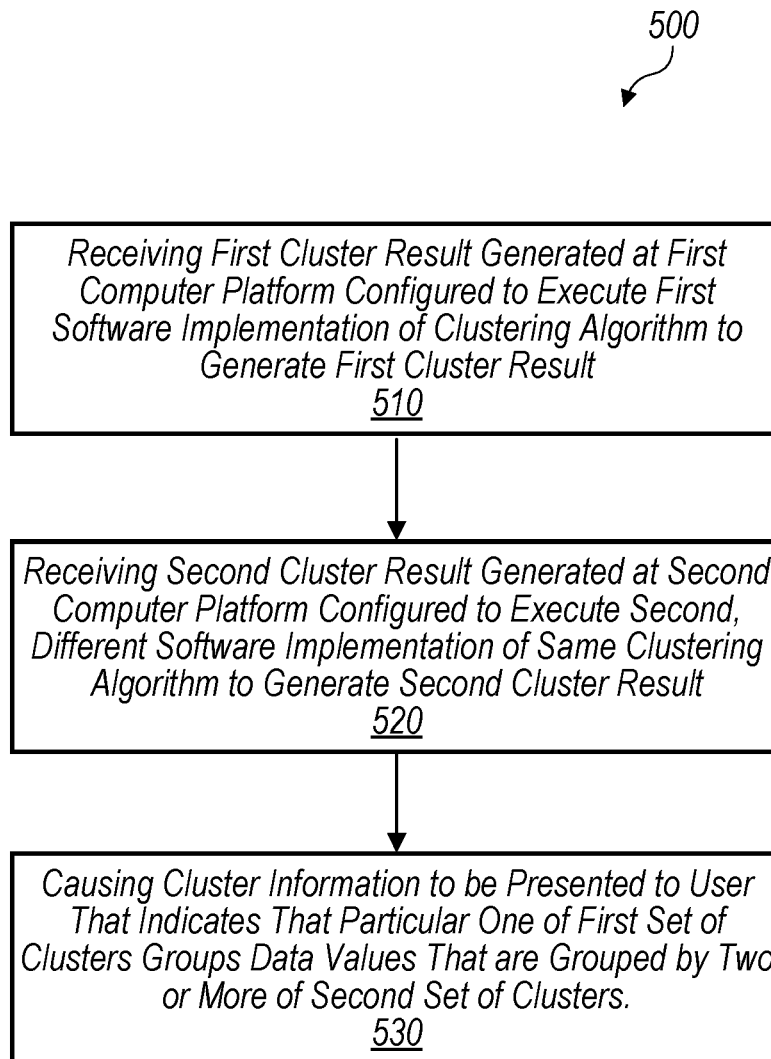 500
Receiving First Cluster Result Generated at First
Computer Platform Configured to Execute First
Software Implementation of Clustering Algorithm to
Generate First Cluster Result
510
Receiving Second Cluster Result Generated at Second
Computer Platform Configured to Execute Second,
Different Software Implementation of Same Clustering
Algorithm to Generate Second Cluster Result
520
Causing Cluster Information to be Presented to User
That Indicates That Particular One of First Set of
Clusters Groups Data Values That are Grouped by Two
or More of Second Set of Clusters.
530